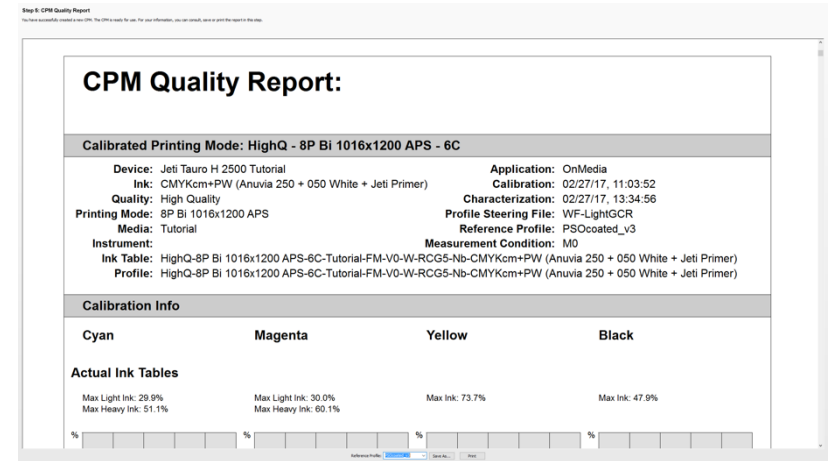 Step 5: CPM Quality Report
You have successfully created a new CPM. The CPM is ready for use. For your information, you can consult, save or print the report in this step.
CPM Quality Report:
Calibrated Printing Mode: HighQ - 8P Bi 1016x1200 APS - 6C
Device: Jeti Tauro H 2500 Tutorial Application: OnMedia
Ink: CMYKcm+PW (Anuvia 250 + 050 White + Jeti Primer) Calibration: 02/27/17, 11:03:52
Quality: High Quality Characterization: 02/27/17, 13:34:56
Printing Mode: 8P Bi 1016x1200 APS Profile Steering File: WF-LightGCR
Media: Tutorial Reference Profile: PSOcoated_v3
Instrument: Measurement Condition: M0
Ink Table: HighQ-8P Bi 1016x1200 APS-6C-Tutorial-FM-V0-W-RCG5-Nb-CMYKcm+PW (Anuvia 250 + 050 White + Jeti Primer)
Profile: HighQ-8P Bi 1016x1200 APS-6C-Tutorial-FM-V0-W-RCG5-Nb-CMYKcm+PW (Anuvia 250 + 050 White + Jeti Primer)
Calibration Info
Cyan Magenta Yellow Black
Actual Ink Tables
Max Light Ink: 29.9% Max Light Ink: 30.0% Max Ink: 73.7% Max Ink: 47.9%
Max Heavy Ink: 51.1% Max Heavy Ink: 60.1%
% % % %
Reference Profile: PSOcoated_v3 Save As... Print